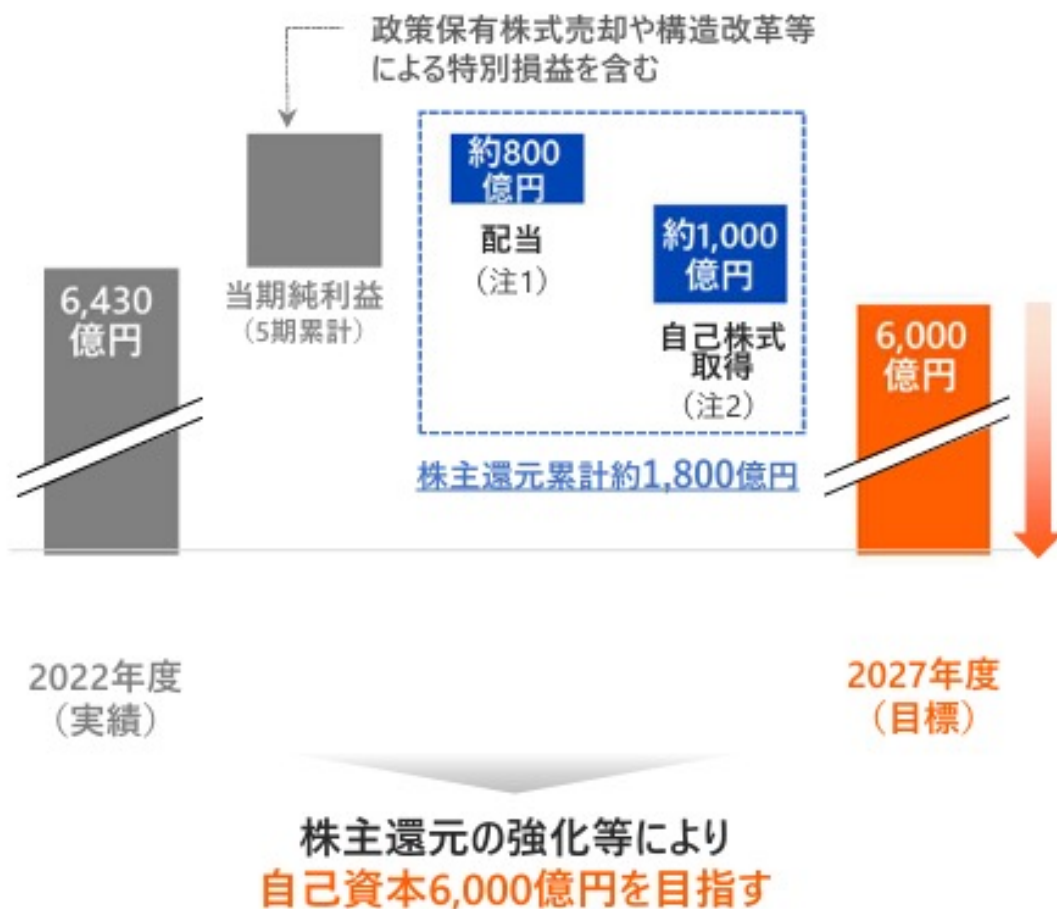 政策保有株式売却や構造改革等
による特別損益を含む
約800
億円
配当
（注1）
約1,000
億円
自己株式
取得
（注2）
6,430
億円
当期純利益
（5期累計）
6,000
億円
株主還元累計約1,800億円
2022年度
（実績）
2027年度
（目標）
株主還元の強化等により
自己資本6,000億円を目指す